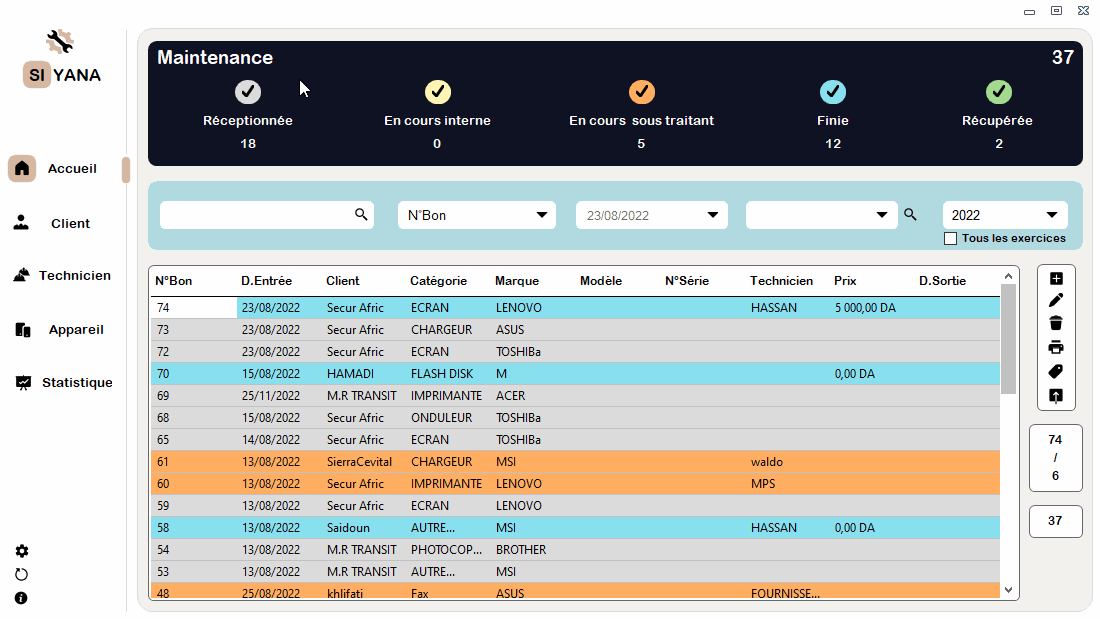 SIYANA
Accueil
Client
Technicien
Appareil
Statistique
Maintenance 37
Réceptionnée En cours interne En cours sous traitant Finie Récupérée
18 0 5 12 2
N°Bon 23/08/2022 2022
Tous les exercices
N°Bon D.Entrée Client Catégorie Marque Modèle N°Série Technicien Prix D.Sortie
74 23/08/2022 Secur Afric ECRAN LENOVO HASSAN 5 000,00 DA
73 23/08/2022 Secur Afric CHARGEUR ASUS
72 23/08/2022 Secur Afric ECRAN TOSHIBa
70 15/08/2022 HAMADI FLASH DISK M 0,00 DA
69 25/11/2022 M.R TRANSIT IMPRIMANTE ACER
68 15/08/2022 Secur Afric ONDULEUR TOSHIBa
65 14/08/2022 Secur Afric ECRAN TOSHIBa
61 13/08/2022 SierraCevital CHARGEUR MSI waldo
60 13/08/2022 Secur Afric IMPRIMANTE LENOVO MPS
59 13/08/2022 Secur Afric ECRAN LENOVO
58 13/08/2022 Saidoun AUTRE... MSI HASSAN 0,00 DA
54 13/08/2022 M.R TRANSIT PHOTOCOP... BROTHER
53 13/08/2022 M.R TRANSIT AUTRE... MSI
48 25/08/2022 khlifati Fax ASUS FOURNISSE...
74
/
6
37